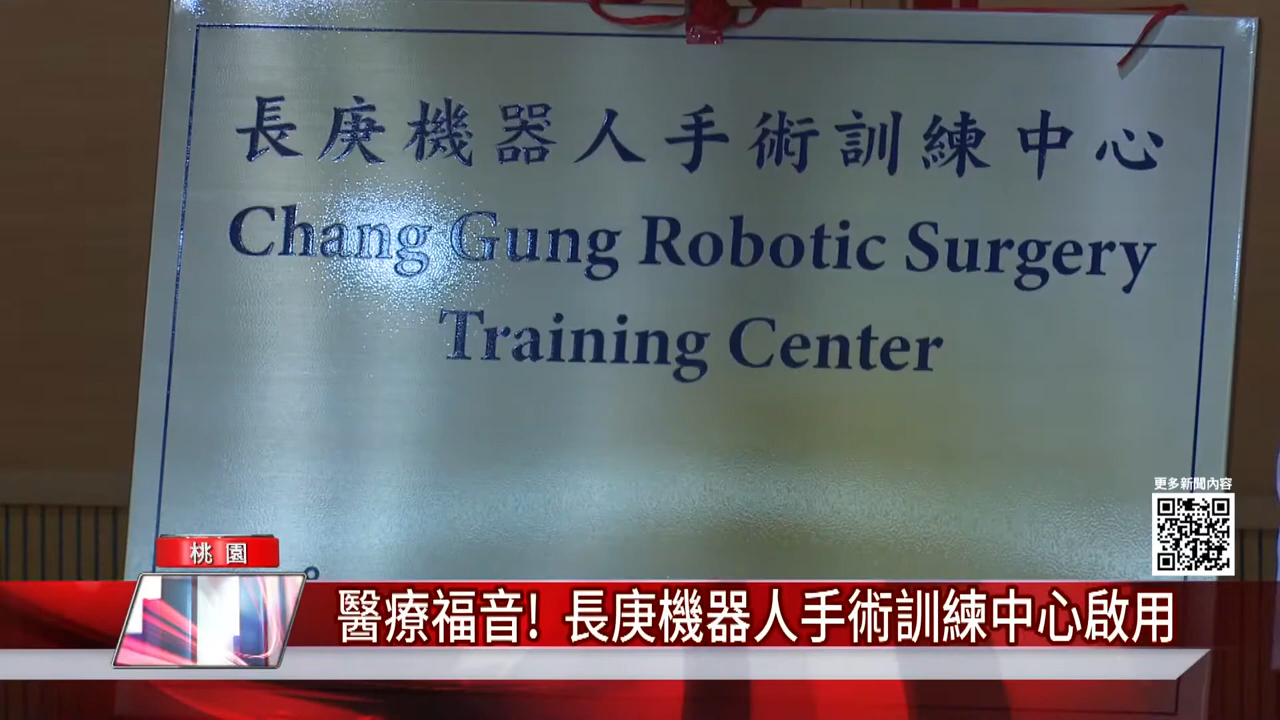 長庚機器人手術訓練中心
Chang Gung Robotic Surgery
Training Center
更多新聞內容
桃園
醫療福音! 長庚機器人手術訓練中心啟用